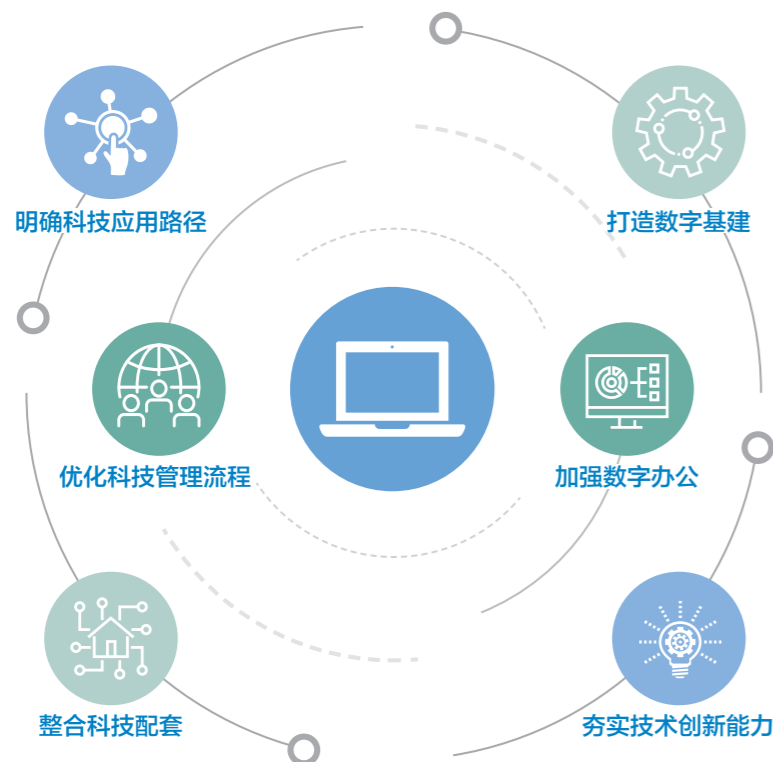 明确科技应用路径
打造数字基建
优化科技管理流程
加强数字办公
整合科技配套
夯实技术创新能力